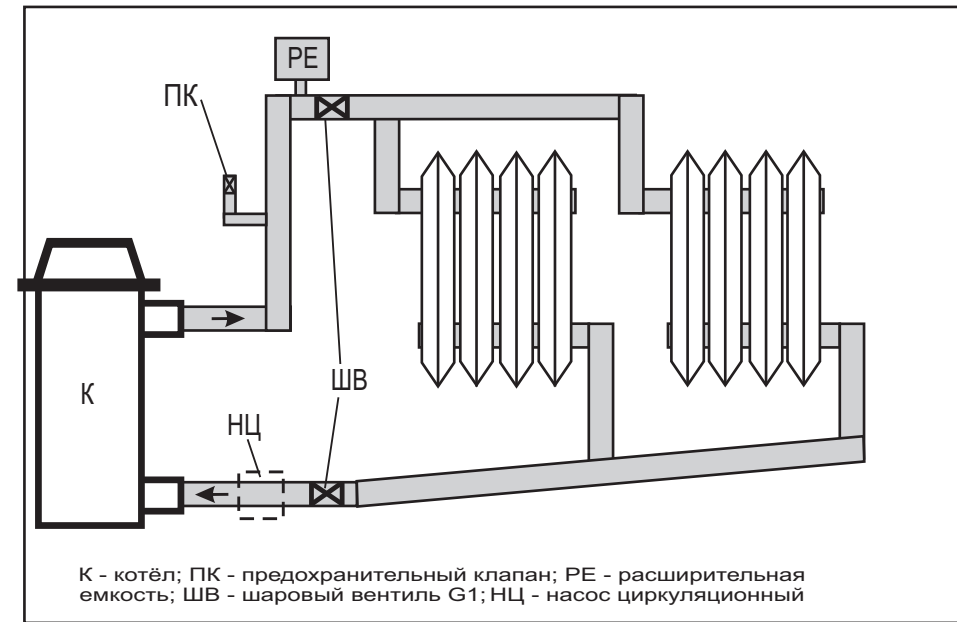 РЕ
ПК
ШВ
К
НЦ
К - котёл; ПК - предохранительный клапан; РЕ - расширительная
емкость; ШВ - шаровый вентиль G1; НЦ - насос циркуляционный